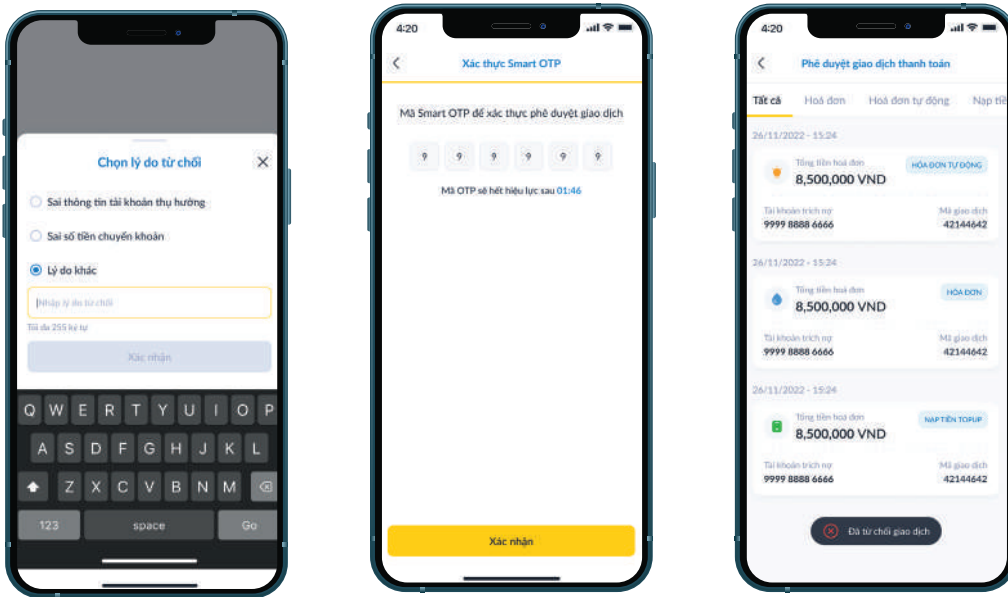 Chọn lý do từ chối
Sai thông tin tài khoản thụ hưởng
Sai số tiền chuyển khoản
Lý do khác
Nhập lý do từ chối
Tối đa 255 ký tự
Xác nhận
Q W E R T Y U I O P
A S D F G H J K L
Z X C V B N M
123 space Go
4:20
Xác thực Smart OTP
Mã Smart OTP để xác thực phê duyệt giao dịch
9 9 9 9 9 9
Mã OTP sẽ hết hiệu lực sau 01:46
Xác nhận
4:20
Phê duyệt giao dịch thanh toán
Tất cả Hoá đơn Hoá đơn tự động Nạp tiề
26/11/2022 - 15:24
Tổng tiền hoá đơn HÓA ĐƠN TỰ ĐỘNG
8,500,000 VND
Tài khoản trích nợ Mã giao dịch
9999 8888 6666 42144642
26/11/2022 - 15:24
Tổng tiền hoá đơn HÓA ĐƠN
8,500,000 VND
Tài khoản trích nợ Mã giao dịch
9999 8888 6666 42144642
26/11/2022 - 15:24
Tổng tiền hoá đơn NẠP TIỀN TOPUP
8,500,000 VND
Tài khoản trích nợ Mã giao dịch
9999 8888 6666 42144642
Đã từ chối giao dịch